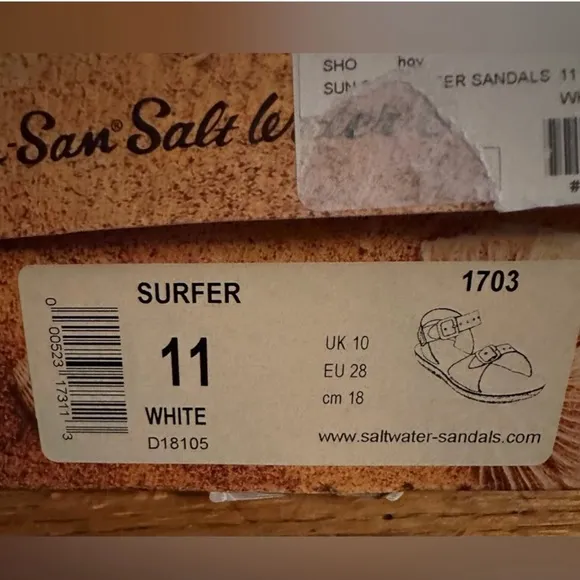 SHO
SUN ER SANDALS 11
-San® Salt
SURFER
1703
11
WHITE
D18105
UK 10
EU 28
cm 18
www.saltwater-sandals.com
0 00523 17311 3
#